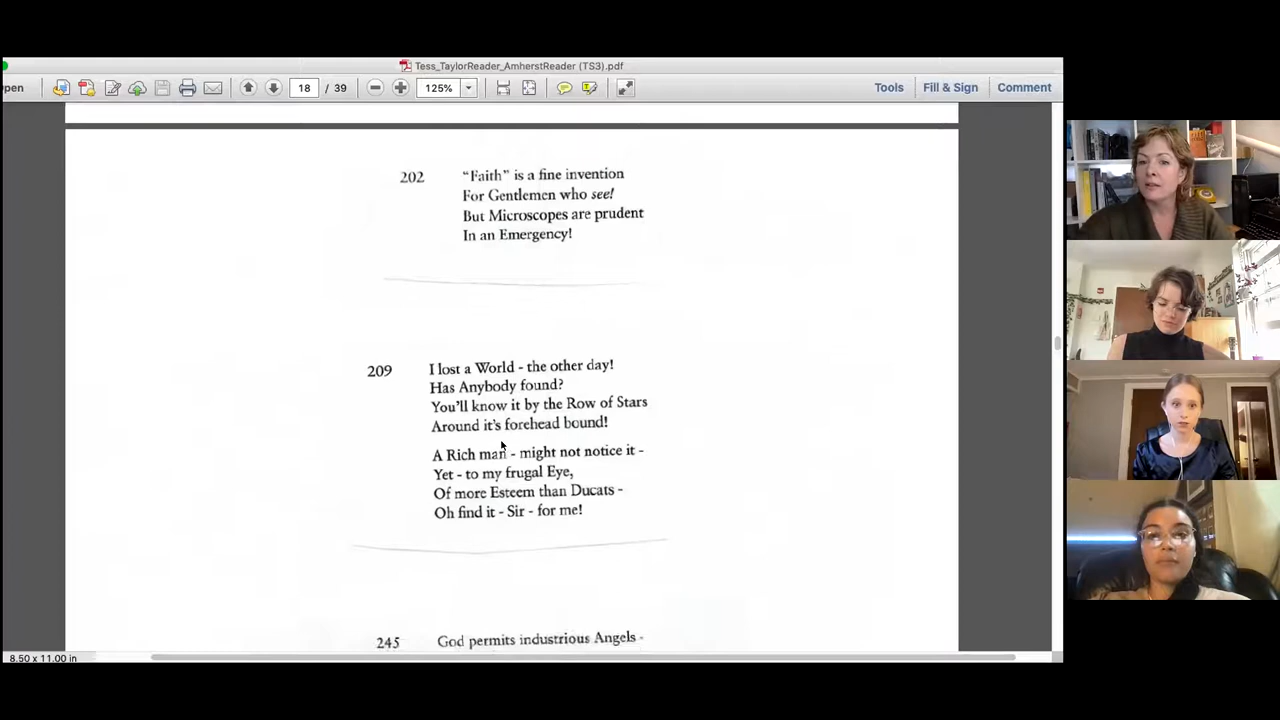 Tess_TaylorReader_AmherstReader (TS3).pdf
pen
18 / 39
125%
Tools
Fill & Sign
Comment
202
“Faith” is a fine invention
For Gentlemen who see!
But Microscopes are prudent
In an Emergency!
209
I lost a World - the other day!
Has Anybody found?
You’ll know it by the Row of Stars
Around it’s forehead bound!
A Rich man - might not notice it -
Yet - to my frugal Eye,
Of more Esteem than Ducats -
Oh find it - Sir - for me!
245
God permits industrious Angels -
8.50 x 11.00 in